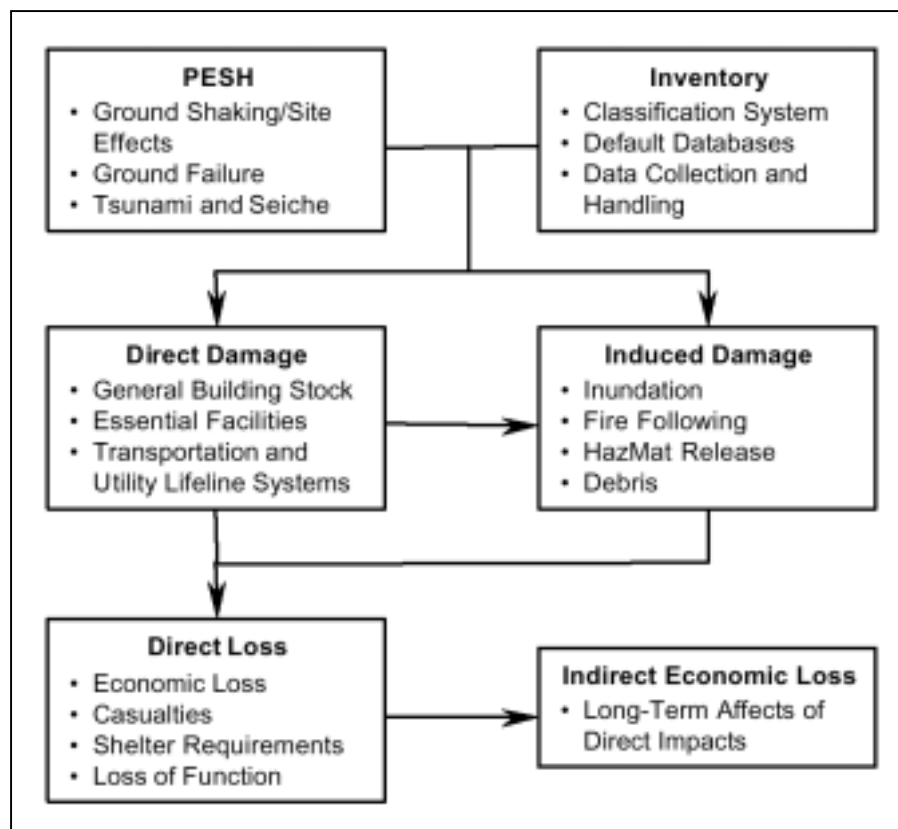 PESH
• Ground Shaking/Site
Effects
• Ground Failure
• Tsunami and Seiche
Inventory
• Classification System
• Default Databases
• Data Collection and
Handling
Direct Damage
• General Building Stock
• Essential Facilities
• Transportation and
Utility Lifeline Systems
Induced Damage
• Inundation
• Fire Following
• HazMat Release
• Debris
Direct Loss
• Economic Loss
• Casualties
• Shelter Requirements
• Loss of Function
Indirect Economic Loss
• Long-Term Affects of
Direct Impacts